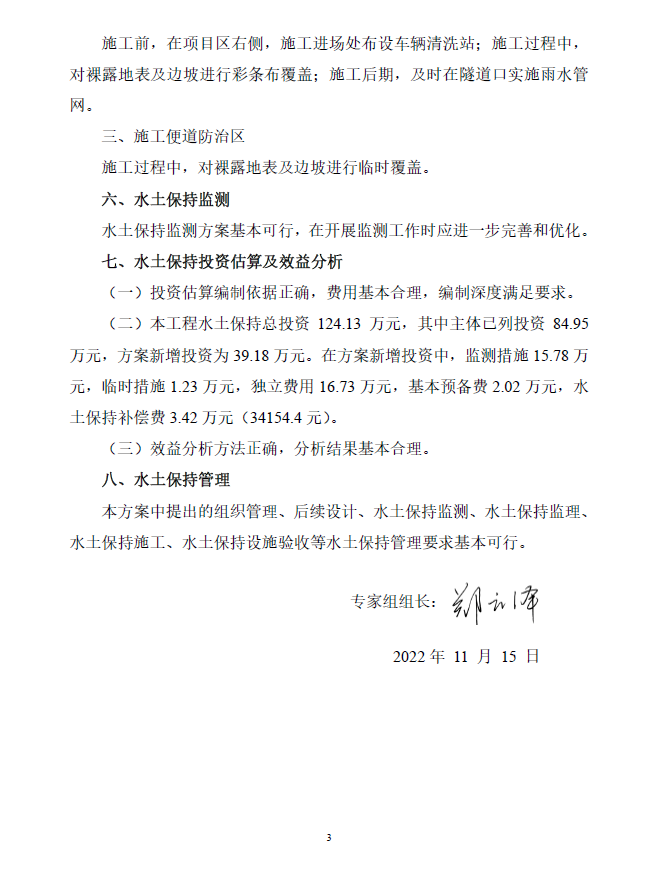 施工前，在项目区右侧，施工进场处布设车辆清洗站；施工过程中，
对裸露地表及边坡进行彩条布覆盖；施工后期，及时在隧道口实施雨水管
网。
三、施工便道防治区
施工过程中，对裸露地表及边坡进行临时覆盖。
六、水土保持监测
水土保持监测方案基本可行，在开展监测工作时应进一步完善和优化。
七、水土保持投资估算及效益分析
（一）投资估算编制依据正确，费用基本合理，编制深度满足要求。
（二）本工程水土保持总投资 124.13 万元，其中主体已列投资 84.95
万元，方案新增投资为 39.18 万元。在方案新增投资中，监测措施 15.78 万
元，临时措施 1.23 万元，独立费用 16.73 万元，基本预备费 2.02 万元，水
土保持补偿费 3.42 万元（34154.4 元）。
（三）效益分析方法正确，分析结果基本合理。
八、水土保持管理
本方案中提出的组织管理、后续设计、水土保持监测、水土保持监理、
水土保持施工、水土保持设施验收等水土保持管理要求基本可行。
专家组组长：
2022 年 11 月 15 日
3